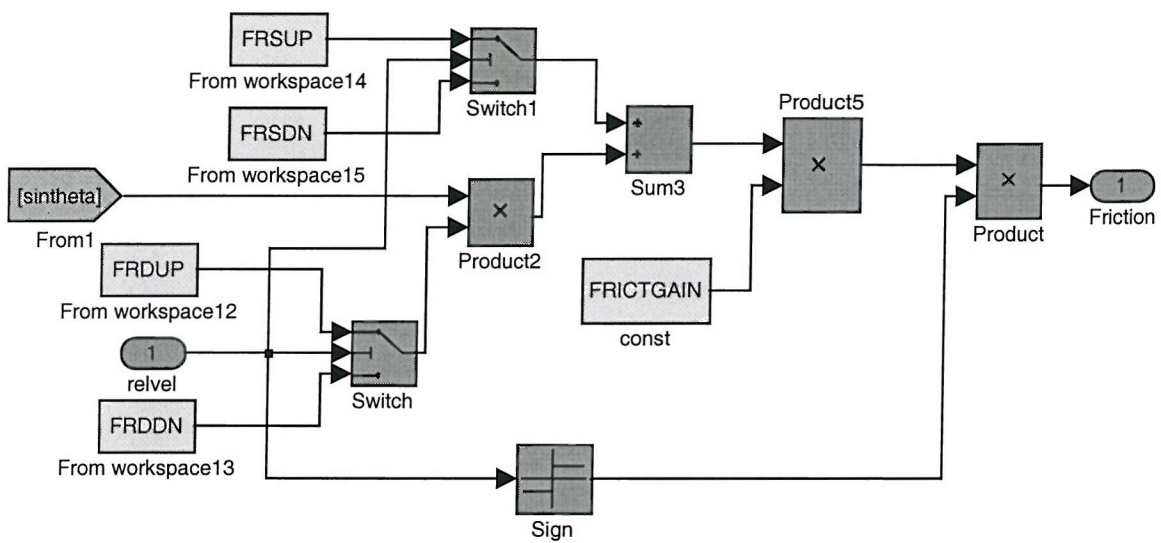 FRSUP
From workspace14
Switch1
FRSDN
From workspace15
+
+
Sum3
Product5
×
[sintheta]
From1
×
Product2
×
Product
1
Friction
FRDUP
From workspace12
FRICTGAIN
const
1
relvel
Switch
FRDDN
From workspace13
Sign